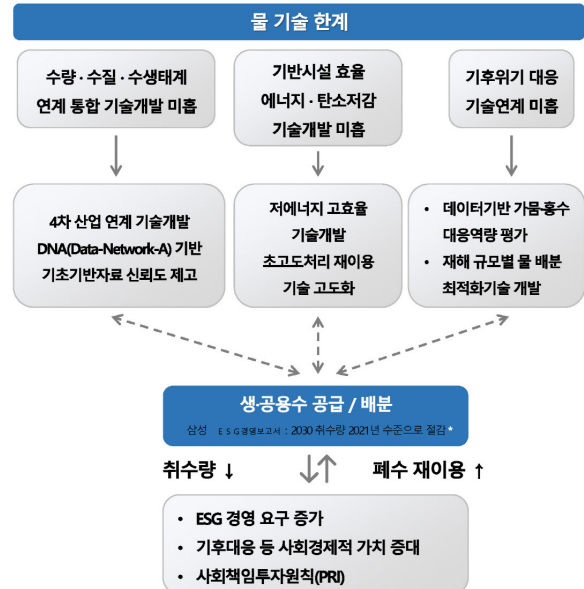 물 기술 한계
수량·수질·수생태계
연계 통합 기술개발 미흡
기반시설 효율
에너지·탄소저감
기술개발 미흡
기후위기 대응
기술연계 미흡
4차 산업 연계 기술개발
DNA(Data-Network-A) 기반
기초기반자료 신뢰도 제고
저에너지 고효율
기술개발
초고도처리 재이용
기술 고도화
• 데이터기반 가뭄·홍수
대응역량 평가
• 재해 규모별 물 배분
최적화기술 개발
생·공용수 공급 / 배분
삼성 ESG경영보고서 : 2030 취수량 2021년 수준으로 절감 *
취수량 ↓
폐수 재이용 ↑
• ESG 경영 요구 증가
• 기후대응 등 사회경제적 가치 증대
• 사회책임투자원칙(PRI)